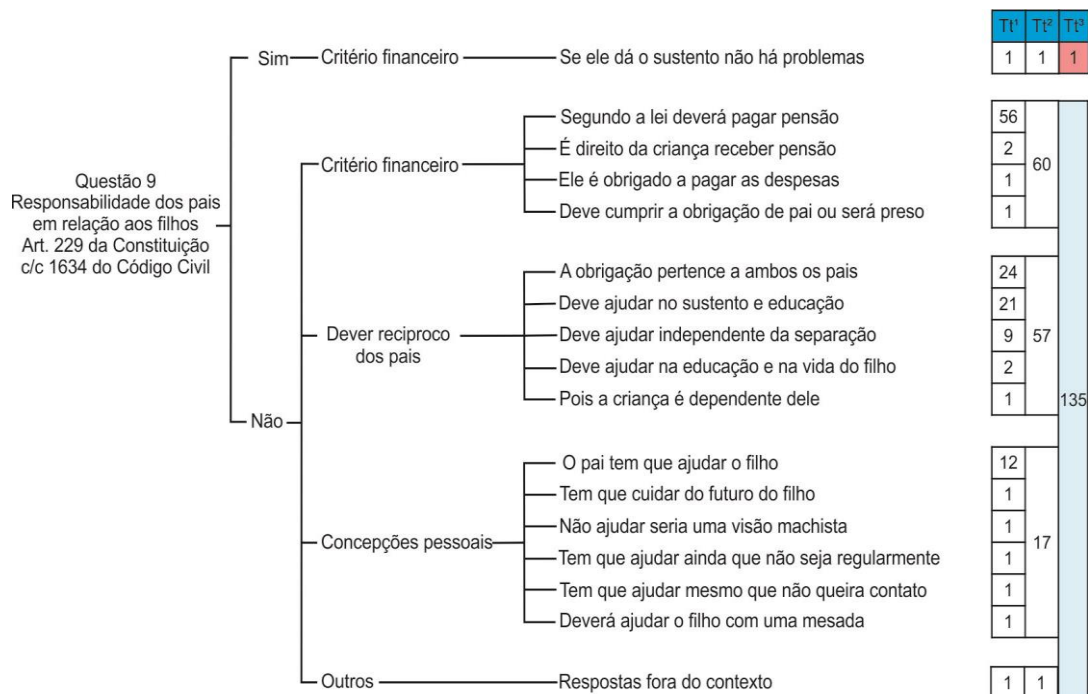 Tt¹ Tt² Tt³
Sim Critério financeiro Se ele dá o sustento não há problemas 1 1 1
Segundo a lei deverá pagar pensão 56
É direito da criança receber pensão 2
Critério financeiro 60
Ele é obrigado a pagar as despesas 1
Deve cumprir a obrigação de pai ou será preso 1
Questão 9
Responsabilidade dos pais
em relação aos filhos
Art. 229 da Constituição
c/c 1634 do Código Civil
A obrigação pertence a ambos os pais 24
Deve ajudar no sustento e educação 21
Dever reciproco
dos pais
Deve ajudar independente da separação 9 57
Deve ajudar na educação e na vida do filho 2
Pois a criança é dependente dele 1
135
Não
O pai tem que ajudar o filho 12
Tem que cuidar do futuro do filho 1
Não ajudar seria uma visão machista 1
Concepções pessoais 17
Tem que ajudar ainda que não seja regularmente 1
Tem que ajudar mesmo que não queira contato 1
Deverá ajudar o filho com uma mesada 1
Outros Respostas fora do contexto 1 1